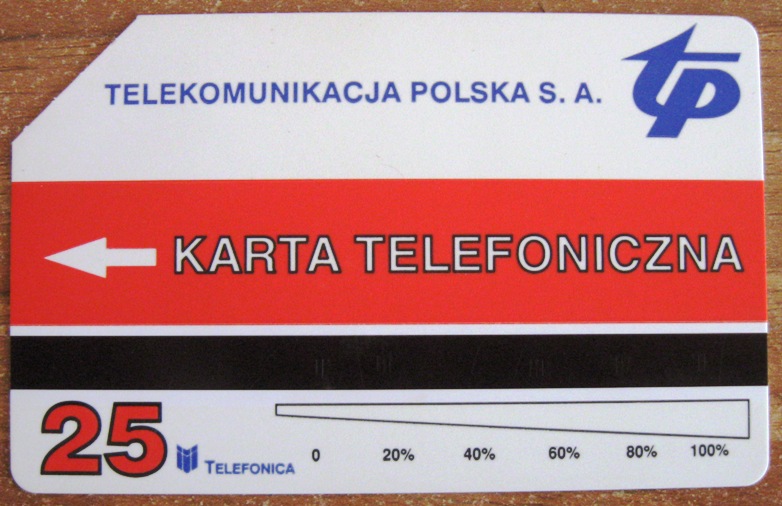 TELEKOMUNIKACJA POLSKA S. A.
tp
KARTA TELEFONICZNA
25
TELEFONICA
0 20% 40% 60% 80% 100%